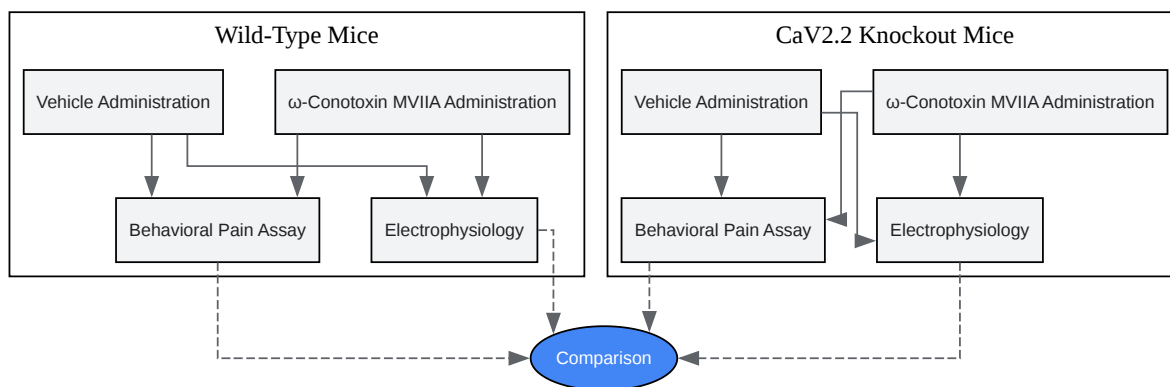 Wild-Type Mice
Vehicle Administration
ω-Conotoxin MVIIA Administration
Behavioral Pain Assay
Electrophysiology
CaV2.2 Knockout Mice
Vehicle Administration
ω-Conotoxin MVIIA Administration
Behavioral Pain Assay
Electrophysiology
Comparison